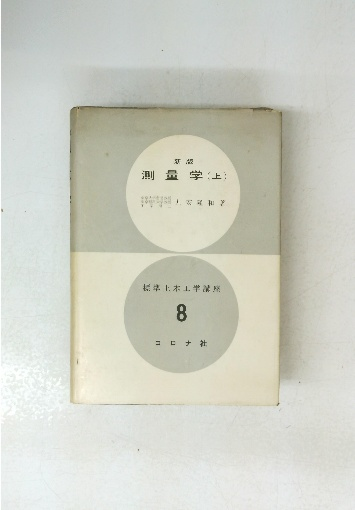 新版
測量学(上)
著
標準土木工学講座
8
コロナ社